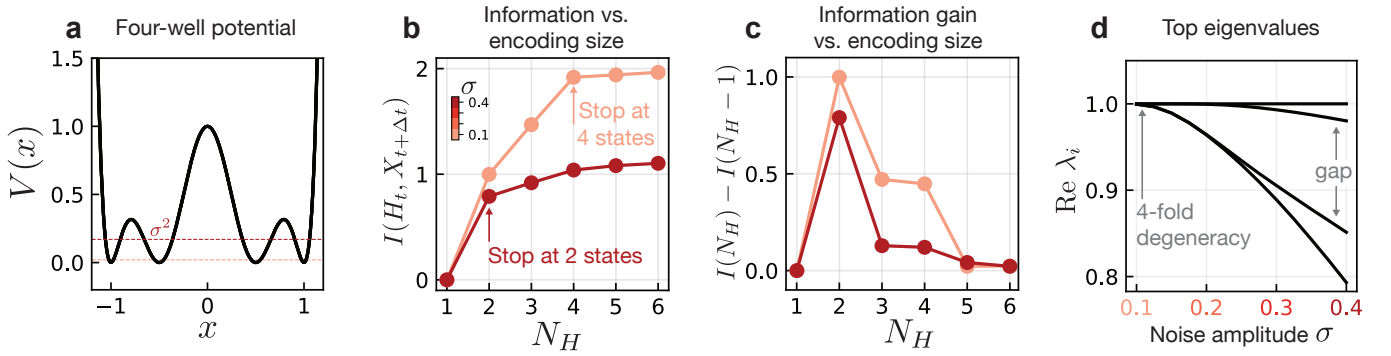 a
Four-well potential
V(x)
1.5
1.0
0.5
0.0
σ²
−1
0
1
x
b
Information vs.
encoding size
I(H_t, X_{t+Δt})
2
1
0
σ
0.4
0.1
Stop at
4 states
Stop at 2 states
1 2 3 4 5 6
N_H
c
Information gain
vs. encoding size
I(N_H) − I(N_H − 1)
1.0
0.5
0.0
1 2 3 4 5 6
N_H
d
Top eigenvalues
Re λ_i
1.0
0.9
0.8
gap
4-fold
degeneracy
0.1 0.2 0.3 0.4
Noise amplitude σ